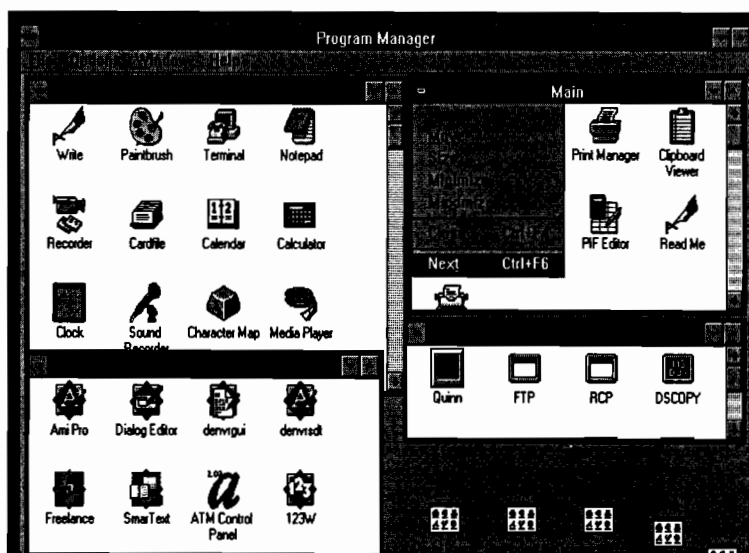 Program Manager
Help
Write
Paintbrush
Terminal
Notepad
Recorder
Cardfile
Calendar
Calculator
Clock
Sound
Recorder
Character Map
Media Player
Main
Next Ctrl+F6
Print Manager
Clipboard
Viewer
PIF Editor
Read Me
Quinn
FTP
RCP
DSCOPY
Ami Pro
Dialog Editor
denvrgui
denvrsdt
Freelance
SmarText
ATM Control
Panel
123W